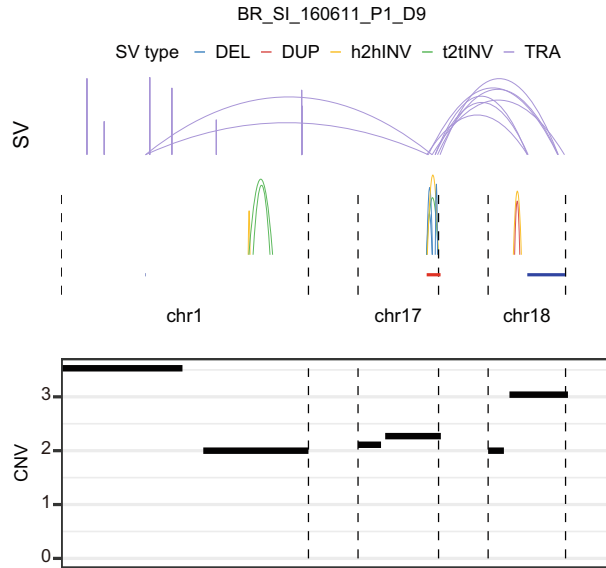 BR_SI_160611_P1_D9
SV type DEL DUP h2hINV t2tINV TRA
SV
chr1 chr17 chr18
CNV
3
2
1
0